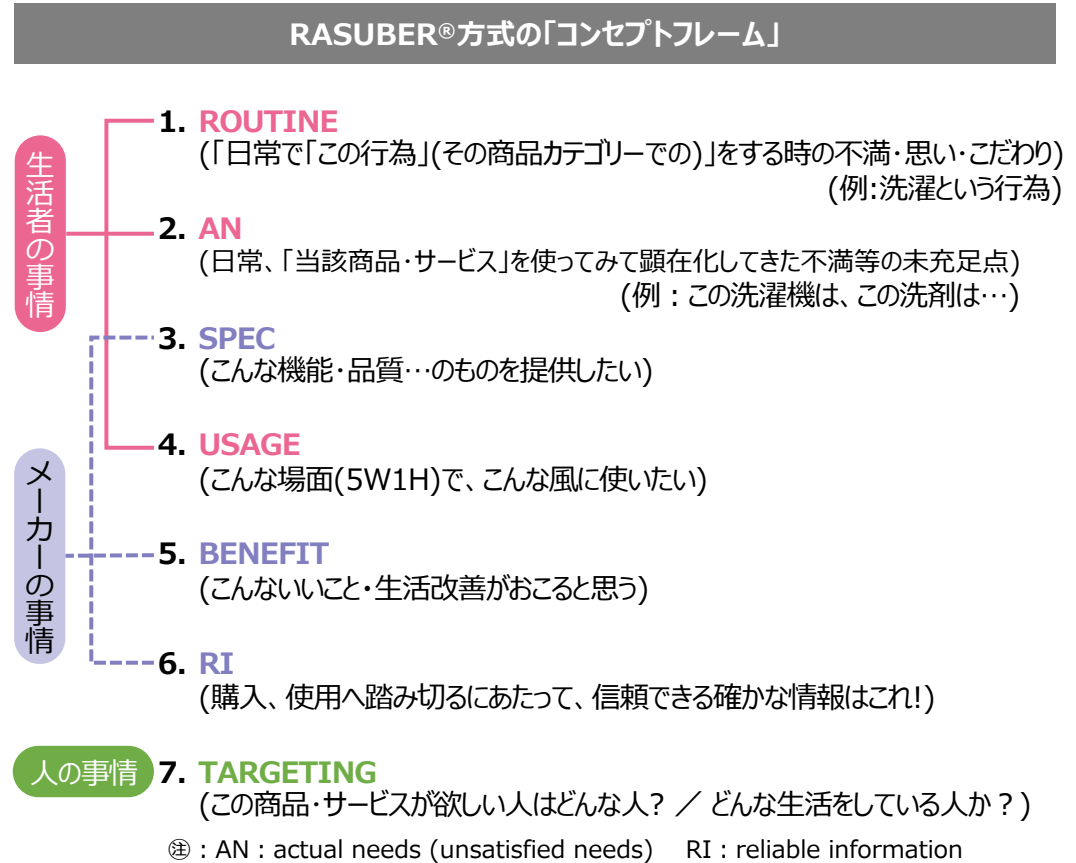 RASUBER®方式の「コンセプトフレーム」
生活者の事情
1. ROUTINE
(「日常で「この行為」(その商品カテゴリーでの)」をする時の不満・思い・こだわり)
(例:洗濯という行為)
2. AN
(日常、「当該商品・サービス」を使ってみて顕在化してきた不満等の未充足点)
(例：この洗濯機は、この洗剤は…)
3. SPEC
(こんな機能・品質…のものを提供したい)
メーカーの事情
4. USAGE
(こんな場面(5W1H)で、こんな風に使いたい)
5. BENEFIT
(こんないいこと・生活改善がおこると思う)
6. RI
(購入、使用へ踏み切るにあたって、信頼できる確かな情報はこれ!)
人の事情 7. TARGETING
(この商品・サービスが欲しい人はどんな人? ／ どんな生活をしている人か？)
㊟：AN：actual needs (unsatisfied needs) RI：reliable information